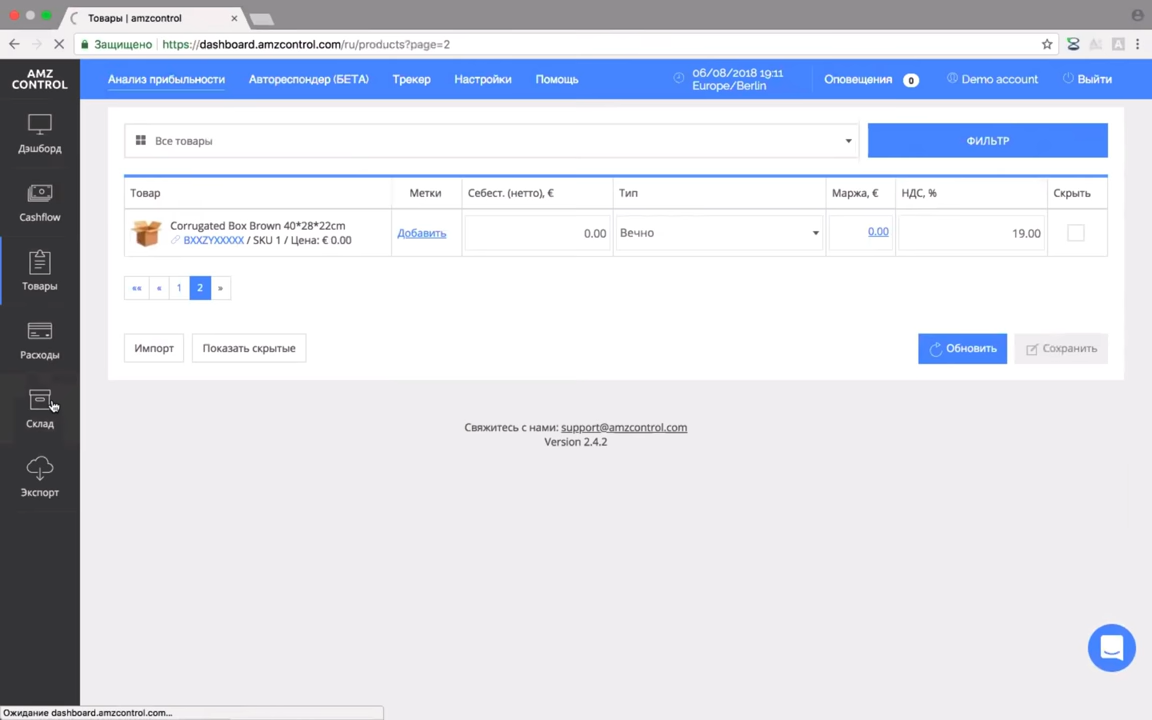 Товары | amzcontrol
Защищено
https://dashboard.amzcontrol.com/ru/products?page=2
AMZ
CONTROL
Анализ прибыльности
Автореспондер (БЕТА)
Трекер
Настройки
Помощь
06/08/2018 19:11
Europe/Berlin
Оповещения
0
Demo account
Выйти
Дэшборд
Cashflow
Товары
Расходы
Склад
Экспорт
Все товары
ФИЛЬТР
Товар
Метки
Себест. (нетто), €
Тип
Маржа, €
НДС, %
Скрыть
Corrugated Box Brown 40*28*22cm
BXXZYXXXXX / SKU 1 / Цена: € 0.00
Добавить
0.00
Вечно
0.00
19.00
«« « 1 2 »
Импорт
Показать скрытые
Обновить
Сохранить
Свяжитесь с нами: support@amzcontrol.com
Version 2.4.2
Ожидание dashboard.amzcontrol.com...